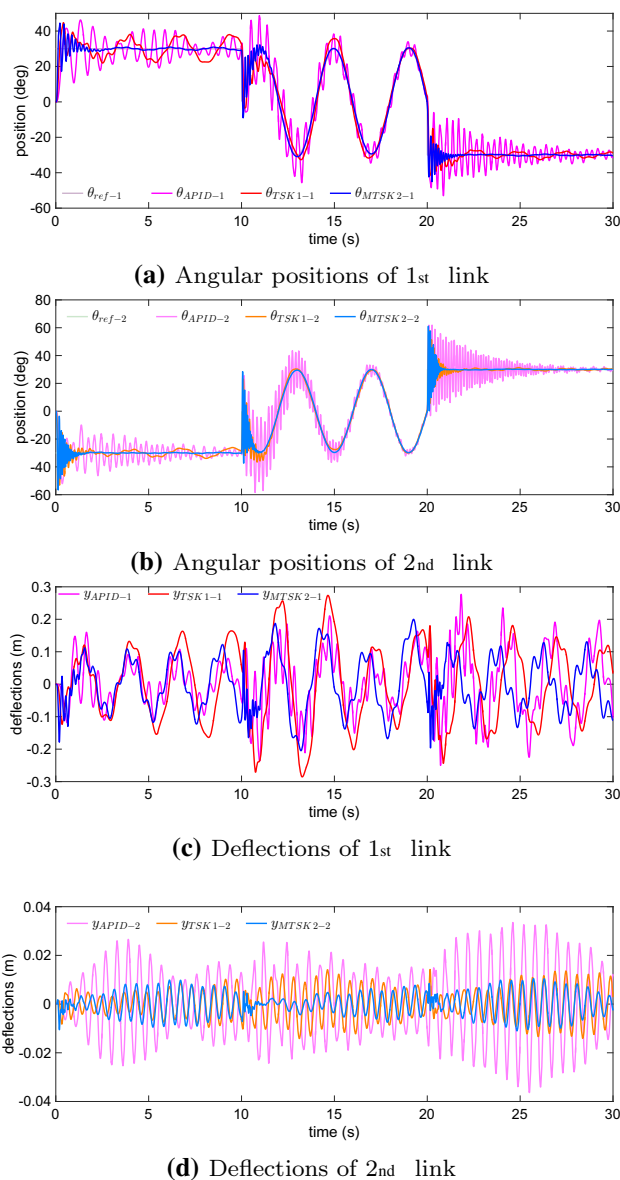 40
20
0
-20
-40
-60
position (deg)
θref−1 θAPID−1 θTSK1−1 θMTSK2−1
0 5 10 15 20 25 30
time (s)
(a) Angular positions of 1st link
80
60
40
20
0
-20
-40
-60
position (deg)
θref−2 θAPID−2 θTSK1−2 θMTSK2−2
0 5 10 15 20 25 30
time (s)
(b) Angular positions of 2nd link
0.3
0.2
0.1
0
-0.1
-0.2
-0.3
deflections (m)
yAPID−1 yTSK1−1 yMTSK2−1
0 5 10 15 20 25 30
time (s)
(c) Deflections of 1st link
0.04
0.02
0
-0.02
-0.04
deflections (m)
yAPID−2 yTSK1−2 yMTSK2−2
0 5 10 15 20 25 30
time (s)
(d) Deflections of 2nd link